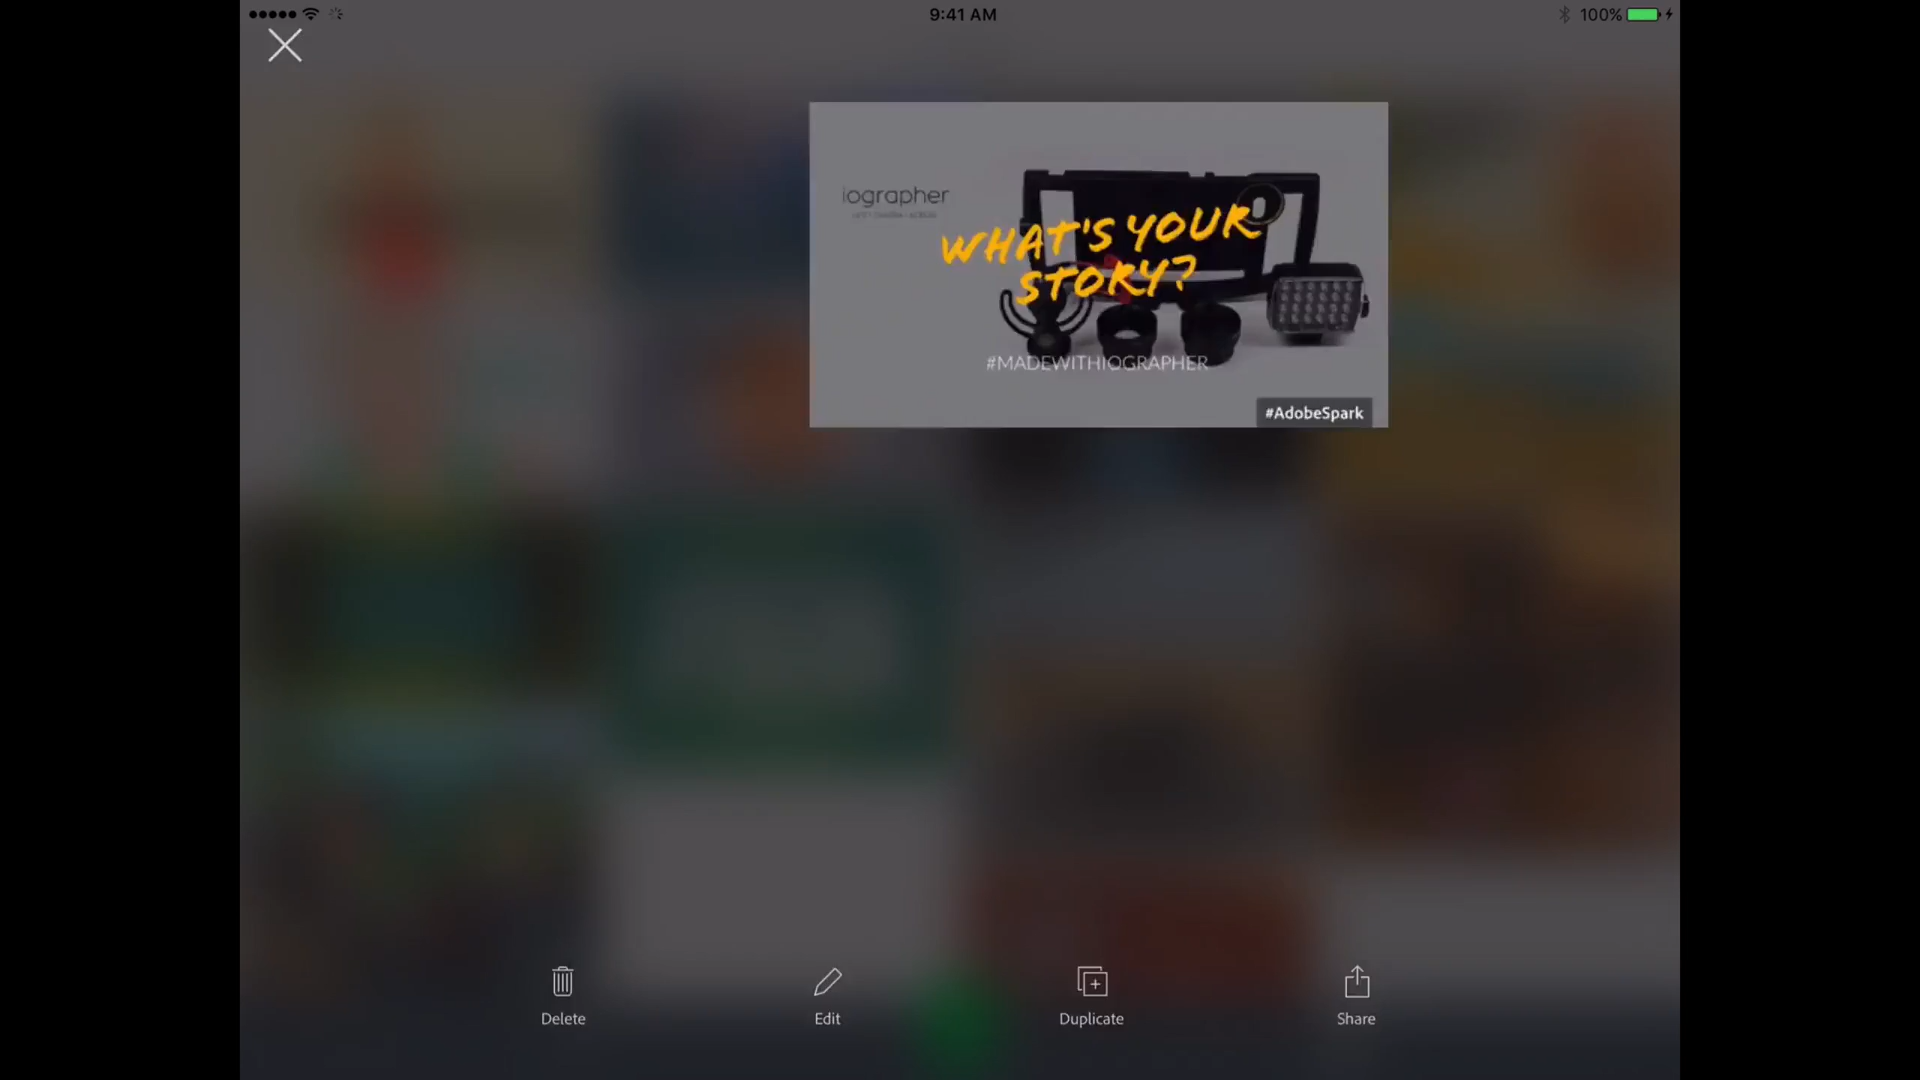 9:41 AM
100%
iographer
WHAT'S YOUR
STORY?
#MADEWITHIOGRAPHER
#AdobeSpark
Delete
Edit
Duplicate
Share